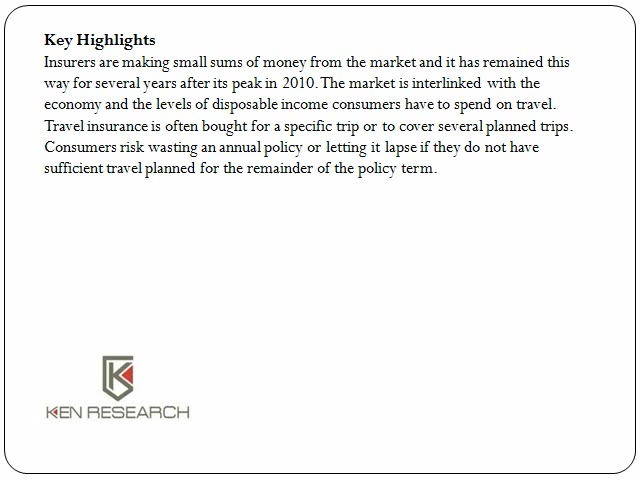 Key Highlights
Insurers are making small sums of money from the market and it has remained this
way for several years after its peak in 2010. The market is interlinked with the
economy and the levels of disposable income consumers have to spend on travel.
Travel insurance is often bought for a specific trip or to cover several planned trips.
Consumers risk wasting an annual policy or letting it lapse if they do not have
sufficient travel planned for the remainder of the policy term.
KEN RESEARCH